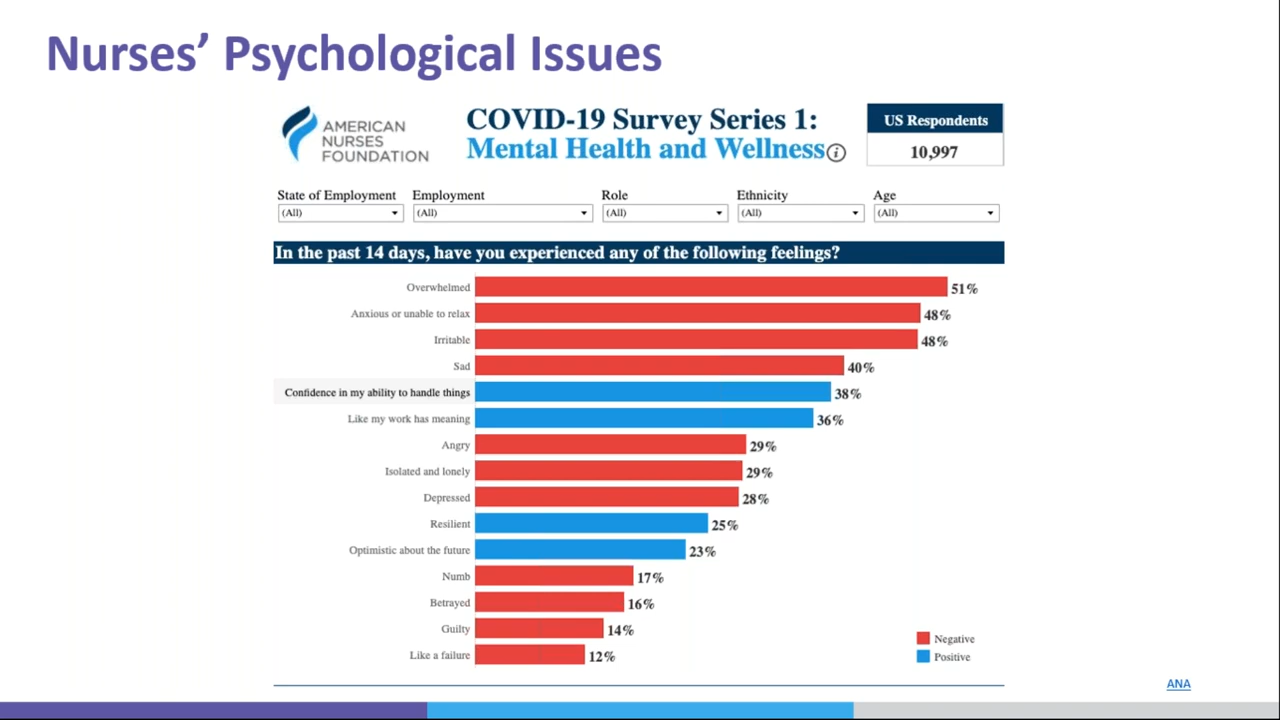 Nurses’ Psychological Issues
AMERICAN
NURSES
FOUNDATION
COVID-19 Survey Series 1:
Mental Health and Wellness i
US Respondents
10,997
State of Employment Employment Role Ethnicity Age
(All) (All) (All) (All) (All)
In the past 14 days, have you experienced any of the following feelings?
Overwhelmed 51%
Anxious or unable to relax 48%
Irritable 48%
Sad 40%
Confidence in my ability to handle things 38%
Like my work has meaning 36%
Angry 29%
Isolated and lonely 29%
Depressed 28%
Resilient 25%
Optimistic about the future 23%
Numb 17%
Betrayed 16%
Guilty 14%
Like a failure 12%
Negative
Positive
ANA